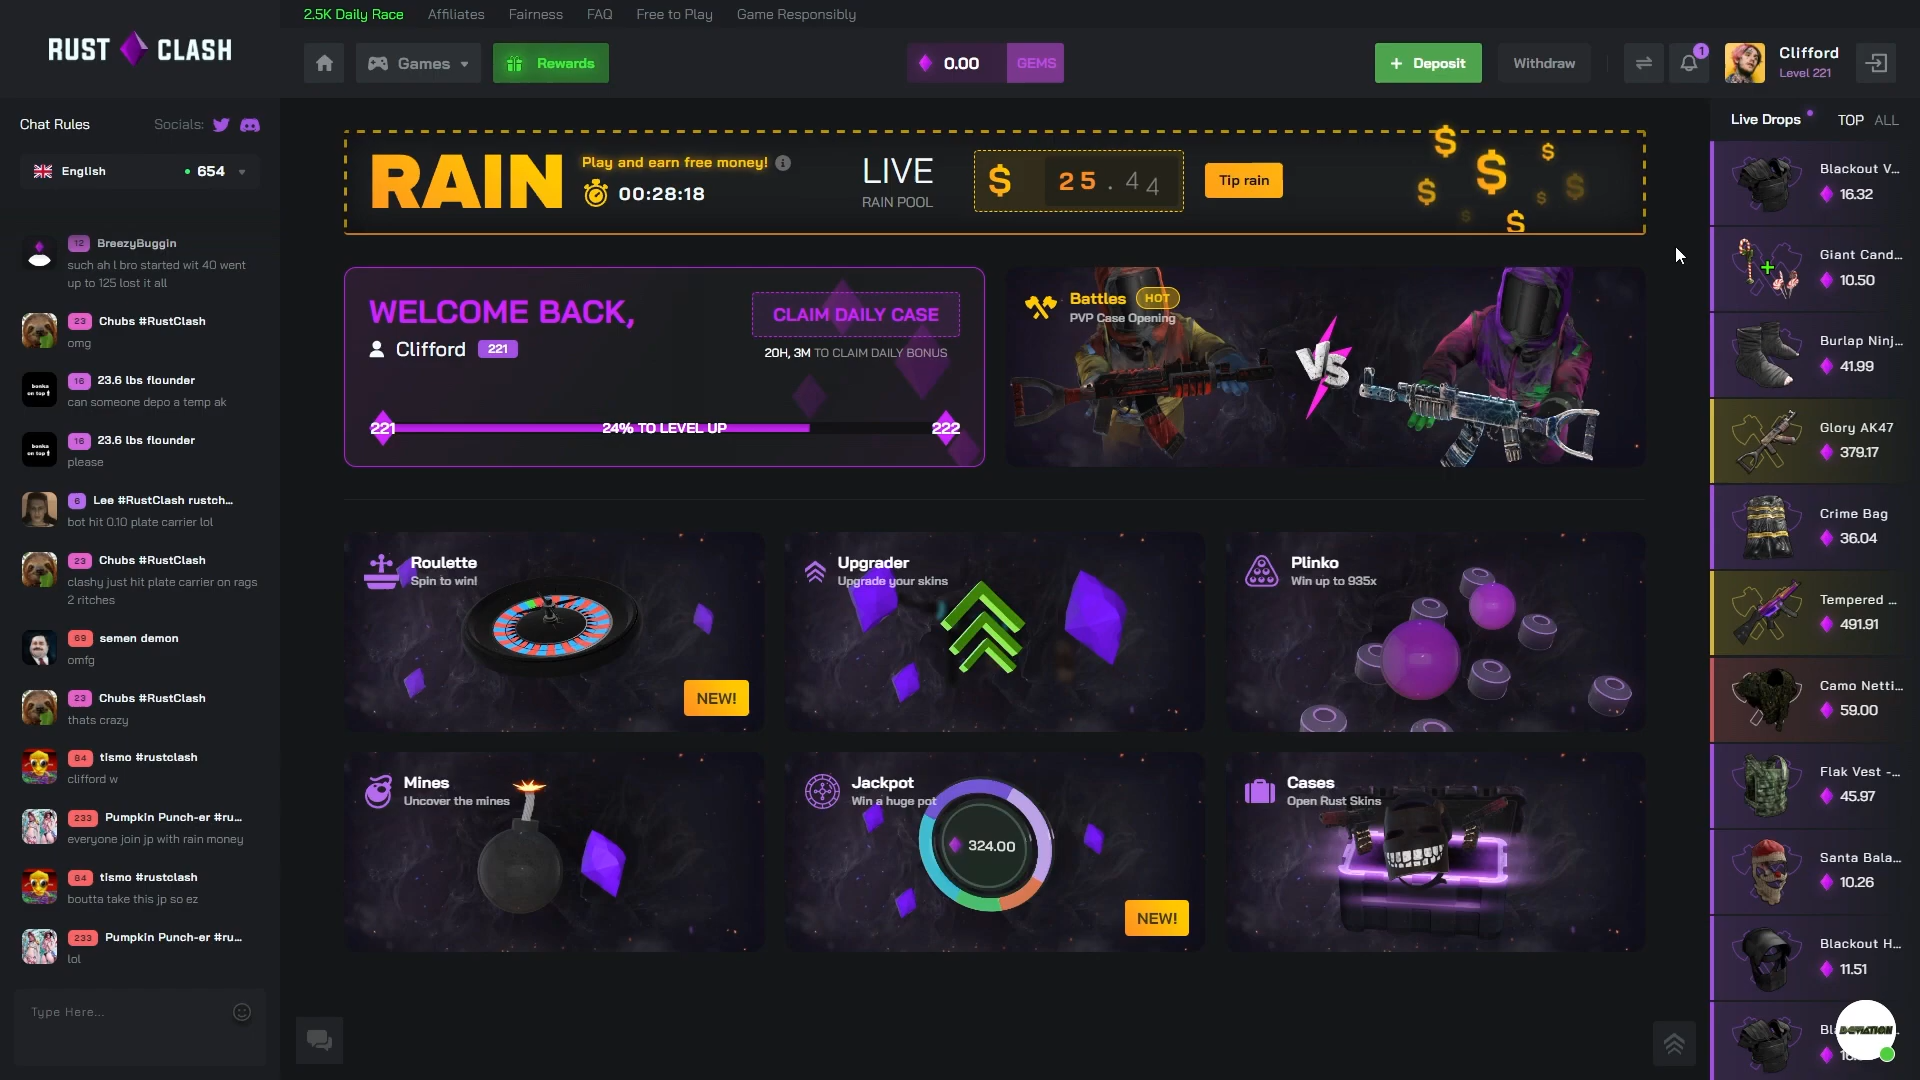 2.5K Daily Race
Affiliates
Fairness
FAQ
Free to Play
Game Responsibly
RUST CLASH
Games
Rewards
0.00
GEMS
+ Deposit
Withdraw
1
Clifford
Level 221
Chat Rules
Socials:
English
654
BreezyBuggin
12
such ah l bro started wit 40 went
up to 125 lost it all
23
Chubs #RustClash
omg
bonka
on top !
16
23.6 lbs flounder
can someone depo a temp ak
bonka
on top !
16
23.6 lbs flounder
please
6
Lee #RustClash rustch...
bot hit 0.10 plate carrier lol
23
Chubs #RustClash
clashy just hit plate carrier on rags
2 ritches
69
semen demon
omfg
23
Chubs #RustClash
thats crazy
84
tismo #rustclash
clifford w
233
Pumpkin Punch-er #ru...
everyone join jp with rain money
84
tismo #rustclash
boutta take this jp so ez
233
Pumpkin Punch-er #ru...
lol
Type Here...
RAIN
Play and earn free money!
00:28:18
LIVE
RAIN POOL
$
25.44
Tip rain
WELCOME BACK,
Clifford
221
CLAIM DAILY CASE
20H, 3M TO CLAIM DAILY BONUS
221
24% TO LEVEL UP
222
Battles
HOT
PVP Case Opening
VS
Roulette
Spin to win!
NEW!
Upgrader
Upgrade your skins
Plinko
Win up to 935x
Mines
Uncover the mines
Jackpot
Win a huge pot
324.00
NEW!
Cases
Open Rust Skins
Live Drops
TOP
ALL
Blackout V...
16.32
Giant Cand...
10.50
Burlap Ninj...
41.99
Glory AK47
379.17
Crime Bag
36.04
Tempered ...
491.91
Camo Netti...
59.00
Flak Vest -...
45.97
Santa Bala...
10.26
Blackout H...
11.51